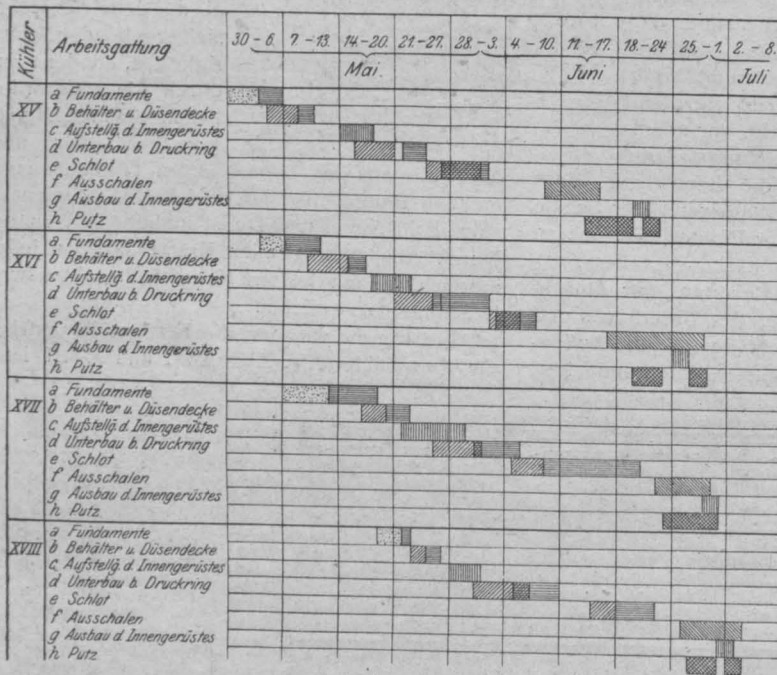 Kühler Arbeitsgattung 30 - 6. 7. - 13. 14.-20. 21.-27. 28. - 3. 4. - 10. 11. - 17. 18.-24 25. - 1. 2. - 8.
Mai. Juni Juli
XV
a Fundamente
b Behälter u. Düsendecke
c Aufstellg. d. Innengerüstes
d Unterbau b. Druckring
e Schlot
f Ausschalen
g Ausbau d. Innengerüstes
h Putz
XVI
a. Fundamente
b Behälter u. Düsendecke
c Aufstellg. d. Innengerüstes
d Unterbau b. Druckring
e Schlot
f Ausschalen
g Ausbau d. Innengerüstes
h Putz
XVII
a Fundamente
b Behälter u. Düsendecke
c Aufstellg. d. Innengerüstes
d Unterbau b. Druckring
e Schlot
f Ausschalen
g Ausbau d. Innengerüstes
h Putz
XVIII
a Fundamente
b Behälter u. Düsendecke
c Aufstellg. d. Innengerüstes
d Unterbau b. Druckring
e Schlot
f Ausschalen
g Ausbau d. Innengerüstes
h Putz